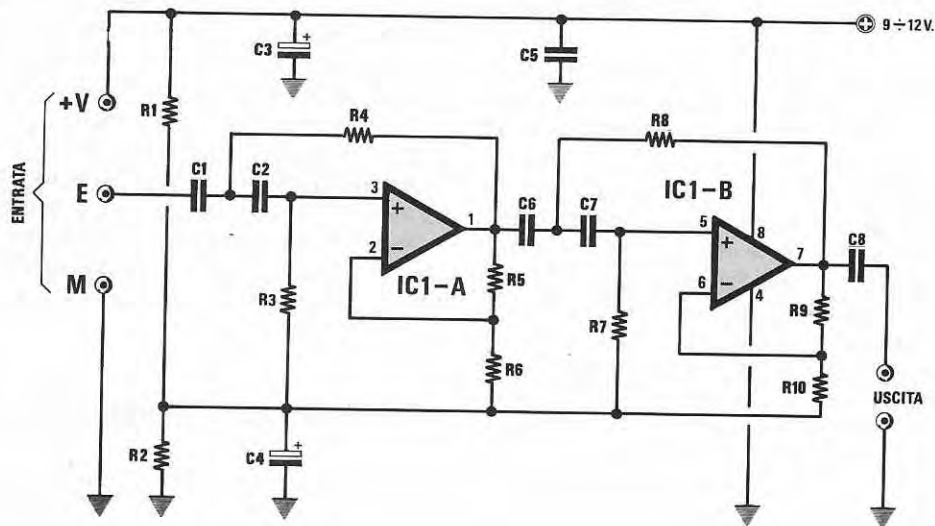 C3
+
C5
9 ÷ 12 V.
+V
R1
R4
R8
ENTRATA
E
C1
C2
3
+
1
C6
C7
IC1-B
5
+
8
7
C8
2
−
IC1-A
R5
6
−
4
R9
M
R3
R6
R7
R10
USCITA
R2
C4
+